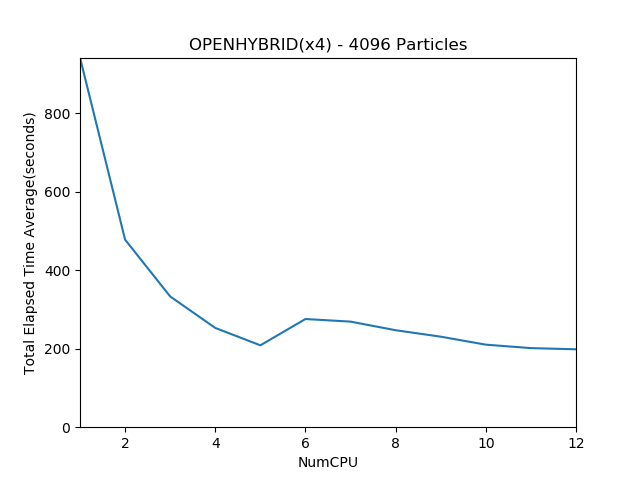 OPENHYBRID(x4) - 4096 Particles
800
600
400
200
0
Total Elapsed Time Average(seconds)
2 4 6 8 10 12
NumCPU